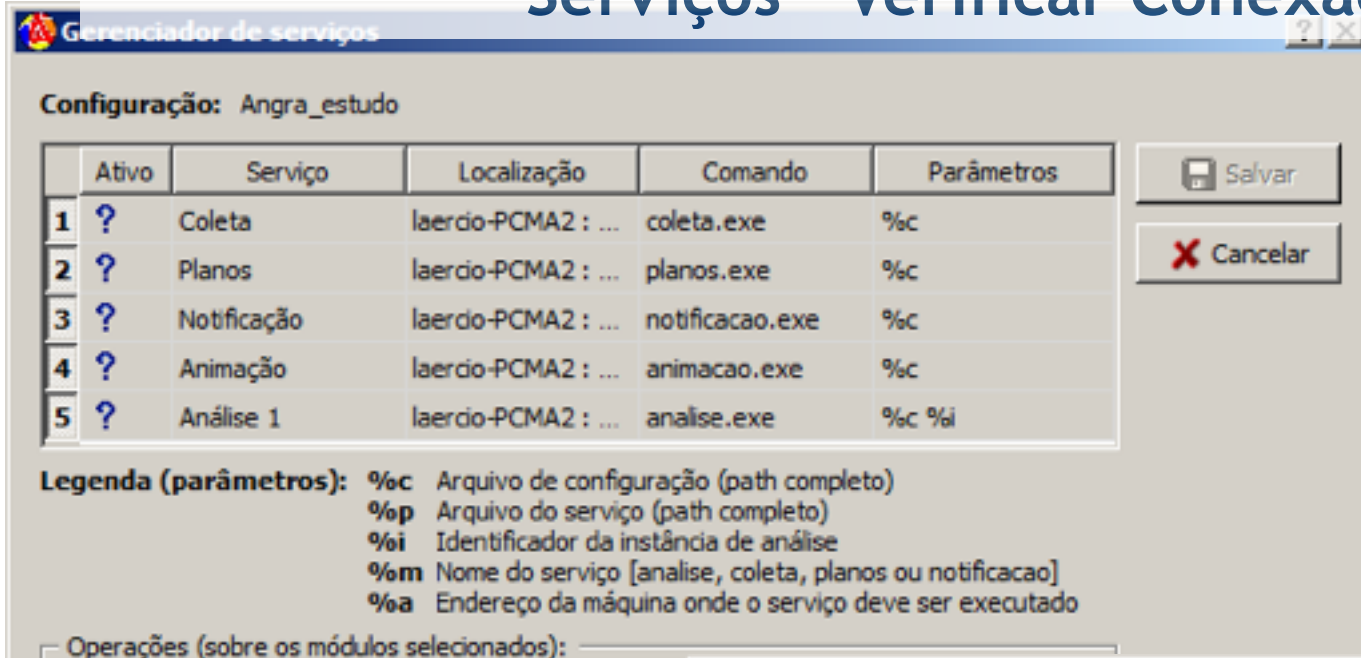 Serviços - Verificar Conexão
Gerenciador de serviços
Configuração: Angra_estudo
Ativo Serviço Localização Comando Parâmetros
1 ? Coleta laercio-PCMA2 : ... coleta.exe %c
2 ? Planos laercio-PCMA2 : ... planos.exe %c
3 ? Notificação laercio-PCMA2 : ... notificacao.exe %c
4 ? Animação laercio-PCMA2 : ... animacao.exe %c
5 ? Análise 1 laercio-PCMA2 : ... analise.exe %c %i
Salvar
Cancelar
Legenda (parâmetros): %c Arquivo de configuração (path completo)
%p Arquivo do serviço (path completo)
%i Identificador da instância de análise
%m Nome do serviço [analise, coleta, planos ou notificacao]
%a Endereço da máquina onde o serviço deve ser executado
Operações (sobre os módulos selecionados):